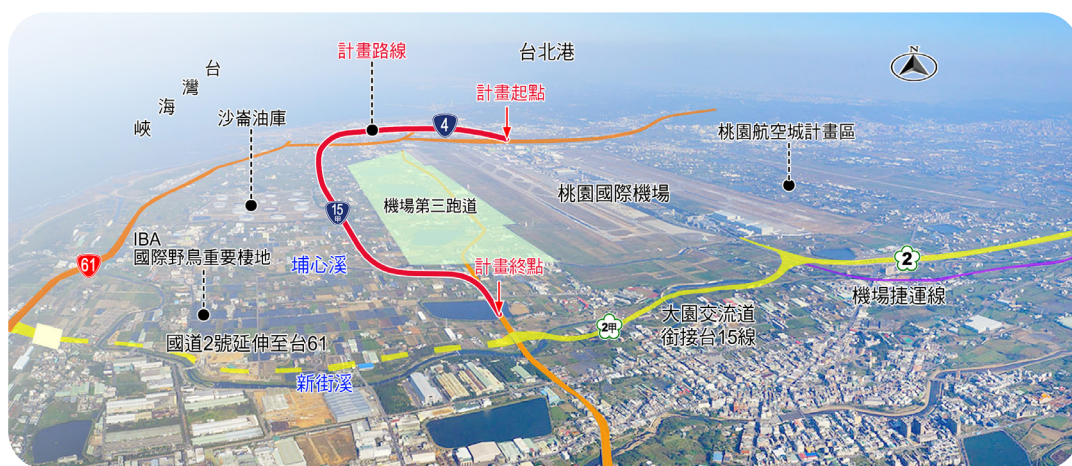 台灣海峽
計畫路線
台北港
N
計畫起點
沙崙油庫
4
桃園航空城計畫區
桃園國際機場
機場第三跑道
15甲
IBA
國際野鳥重要棲地
埔心溪
計畫終點
61
2
機場捷運線
大園交流道
銜接台15線
2甲
國道2號延伸至台61
新街溪